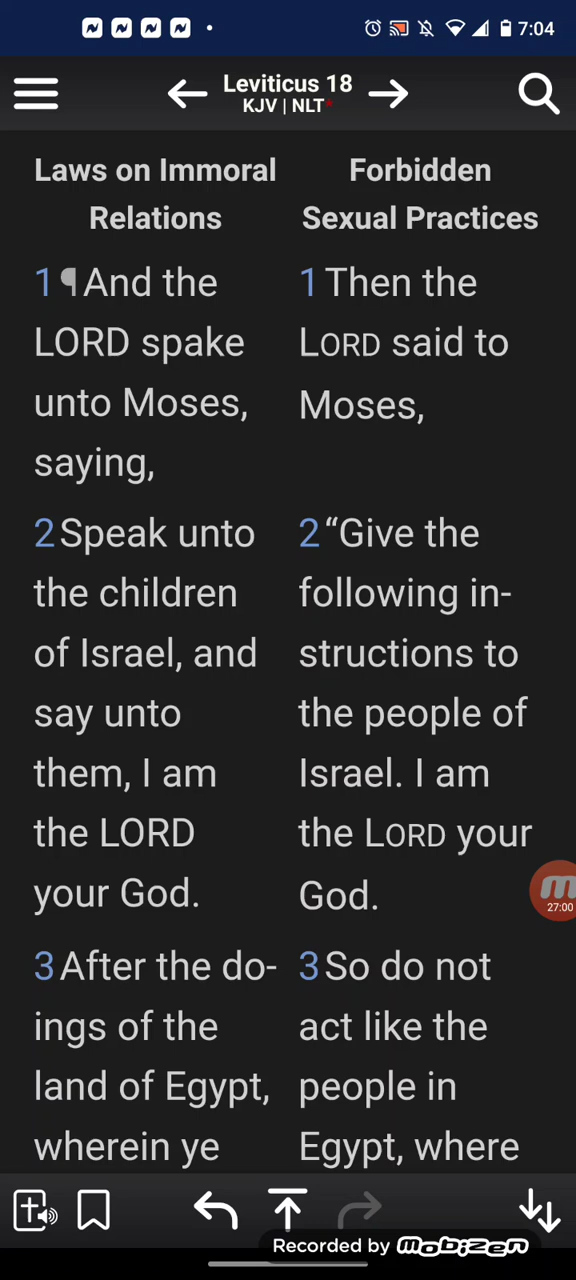 7:04
Leviticus 18
KJV | NLT*
Laws on Immoral
Relations
1 ¶ And the
LORD spake
unto Moses,
saying,
2 Speak unto
the children
of Israel, and
say unto
them, I am
the LORD
your God.
3 After the do-
ings of the
land of Egypt,
wherein ye
Forbidden
Sexual Practices
1 Then the
LORD said to
Moses,
2 “Give the
following in-
structions to
the people of
Israel. I am
the LORD your
God.
3 So do not
act like the
people in
Egypt, where
27:00
Recorded by mobizen